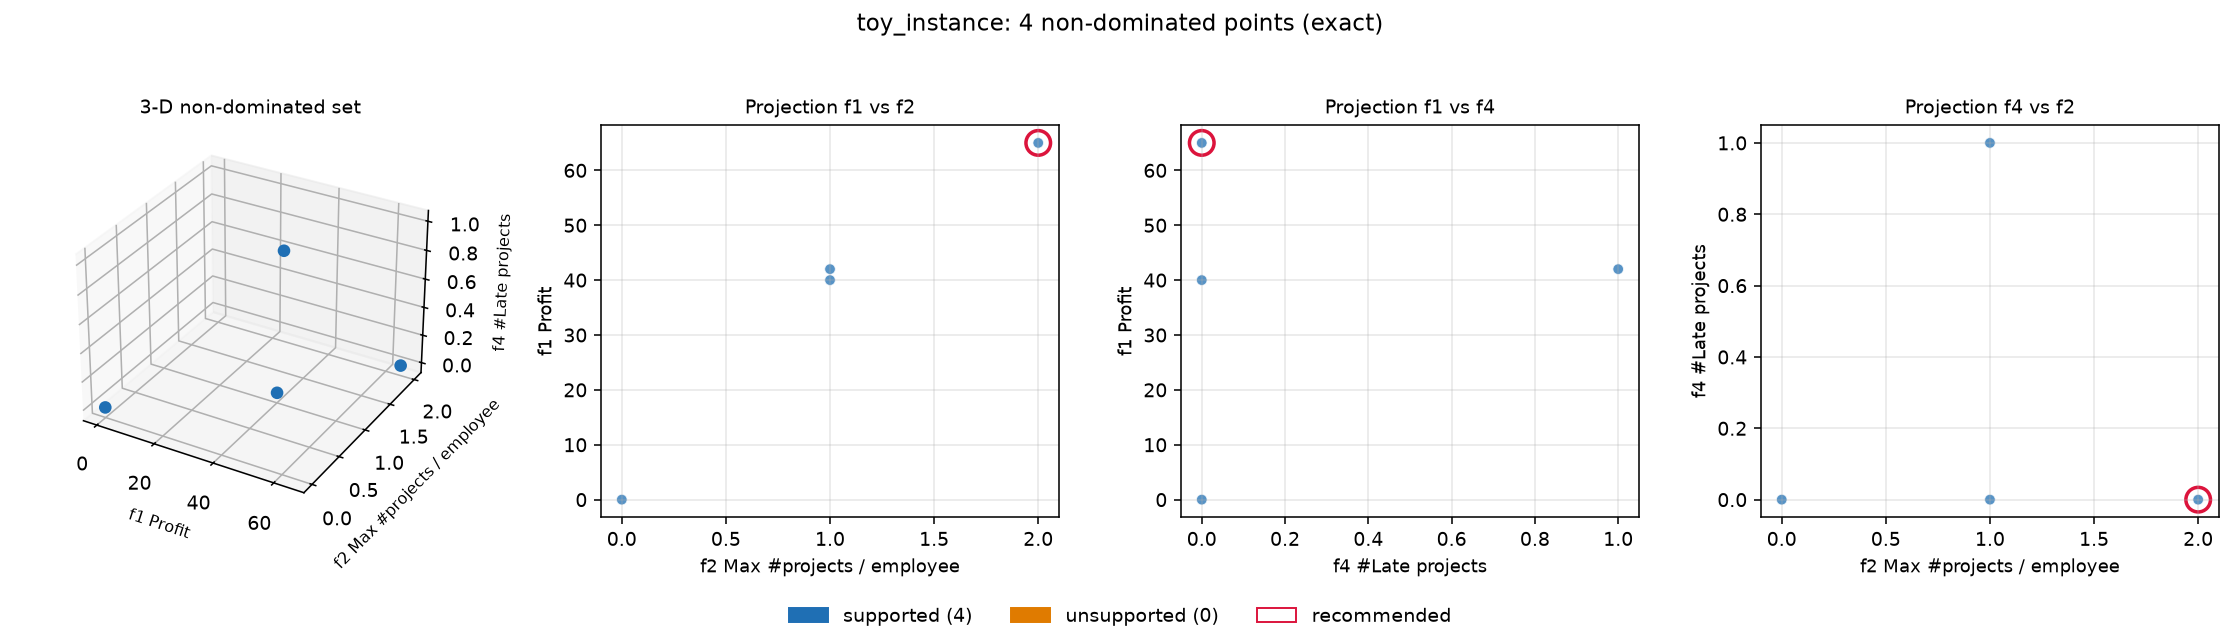 toy_instance: 4 non-dominated points (exact)
3-D non-dominated set
1.0
0.8
0.6
0.4
0.2
0.0
f4 #Late projects
2.0
1.5
1.0
0.5
0.0
f2 Max #projects / employee
0
20
40
60
f1 Profit
Projection f1 vs f2
60
50
40
30
20
10
0
f1 Profit
0.0 0.5 1.0 1.5 2.0
f2 Max #projects / employee
Projection f1 vs f4
60
50
40
30
20
10
0
f1 Profit
0.0 0.2 0.4 0.6 0.8 1.0
f4 #Late projects
Projection f4 vs f2
1.0
0.8
0.6
0.4
0.2
0.0
f4 #Late projects
0.0 0.5 1.0 1.5 2.0
f2 Max #projects / employee
supported (4) unsupported (0) recommended